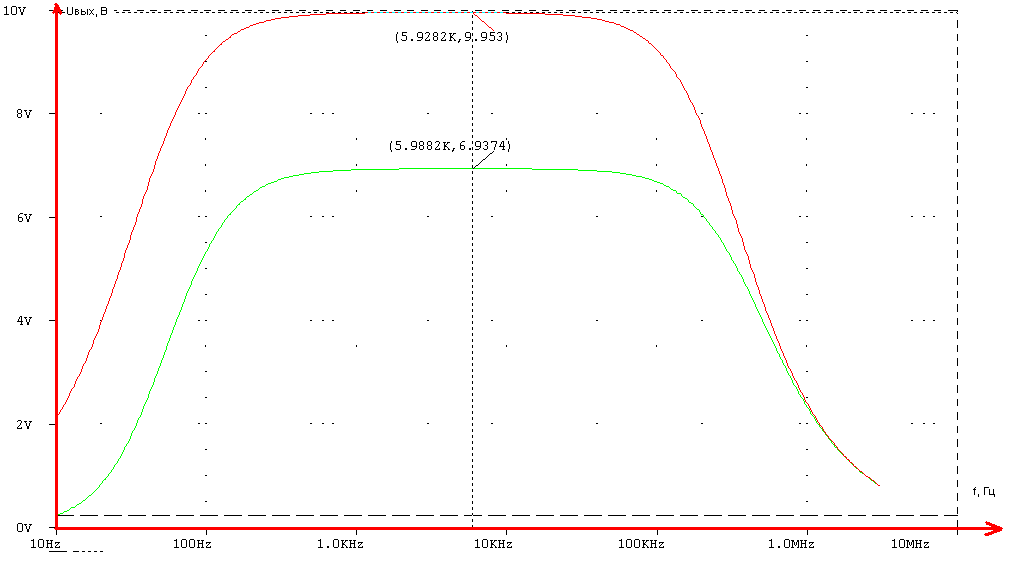 10V
Uвых, В
(5.9282K,9.953)
8V
(5.9882K,6.9374)
6V
4V
2V
f, Гц
0V
10Hz 100Hz 1.0KHz 10KHz 100KHz 1.0MHz 10MHz